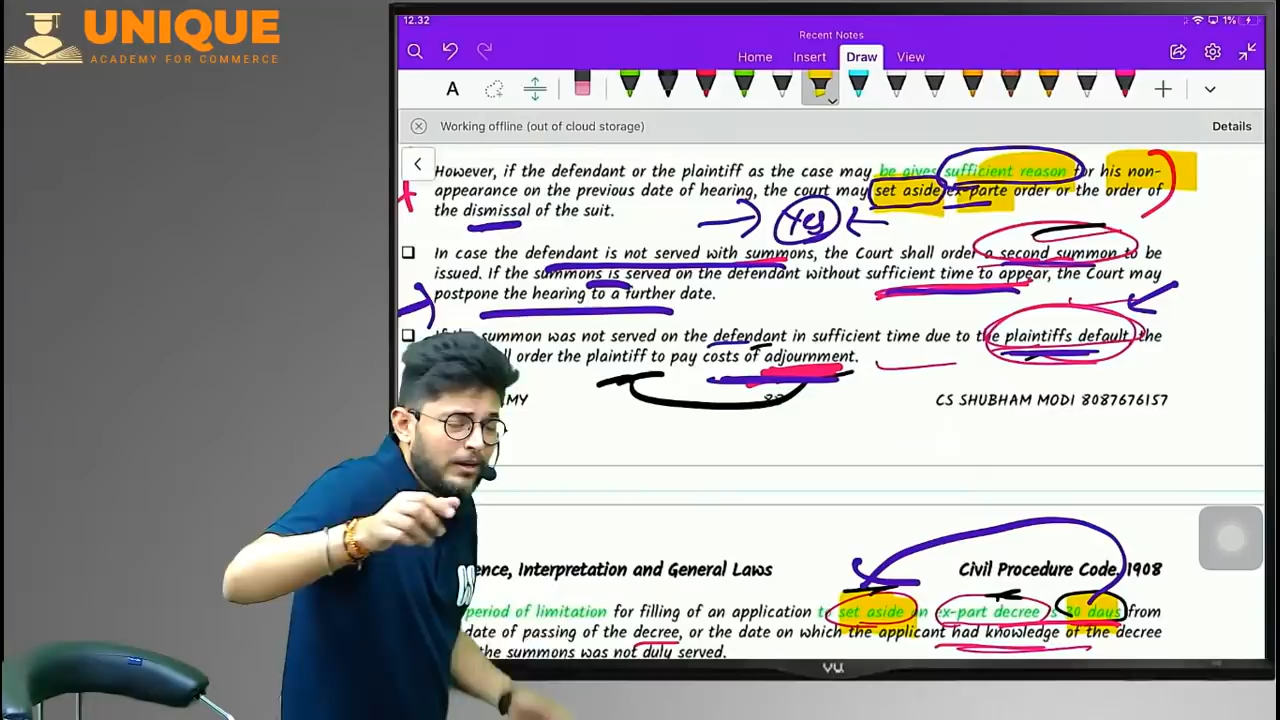 UNIQUE
ACADEMY FOR COMMERCE
12.32
1%
Recent Notes
Home Insert Draw View
A
Working offline (out of cloud storage)
Details
However, if the defendant or the plaintiff as the case may be gives sufficient reason for his non-
appearance on the previous date of hearing, the court may set aside ex-parte order or the order of
the dismissal of the suit.
Yes
In case the defendant is not served with summons, the Court shall order a second summon to be
issued. If the summons is served on the defendant without sufficient time to appear, the Court may
postpone the hearing to a further date.
If the summon was not served on the defendant in sufficient time due to the plaintiffs default the
order the plaintiff to pay costs of adjournment.
CS SHUBHAM MODI 8087676157
Interpretation and General Laws
Civil Procedure Code, 1908
period of limitation for filling of an application to set aside an ex-part decree is 30 days from
date of passing of the decree, or the date on which the applicant had knowledge of the decree
the summons was not duly served.
VU